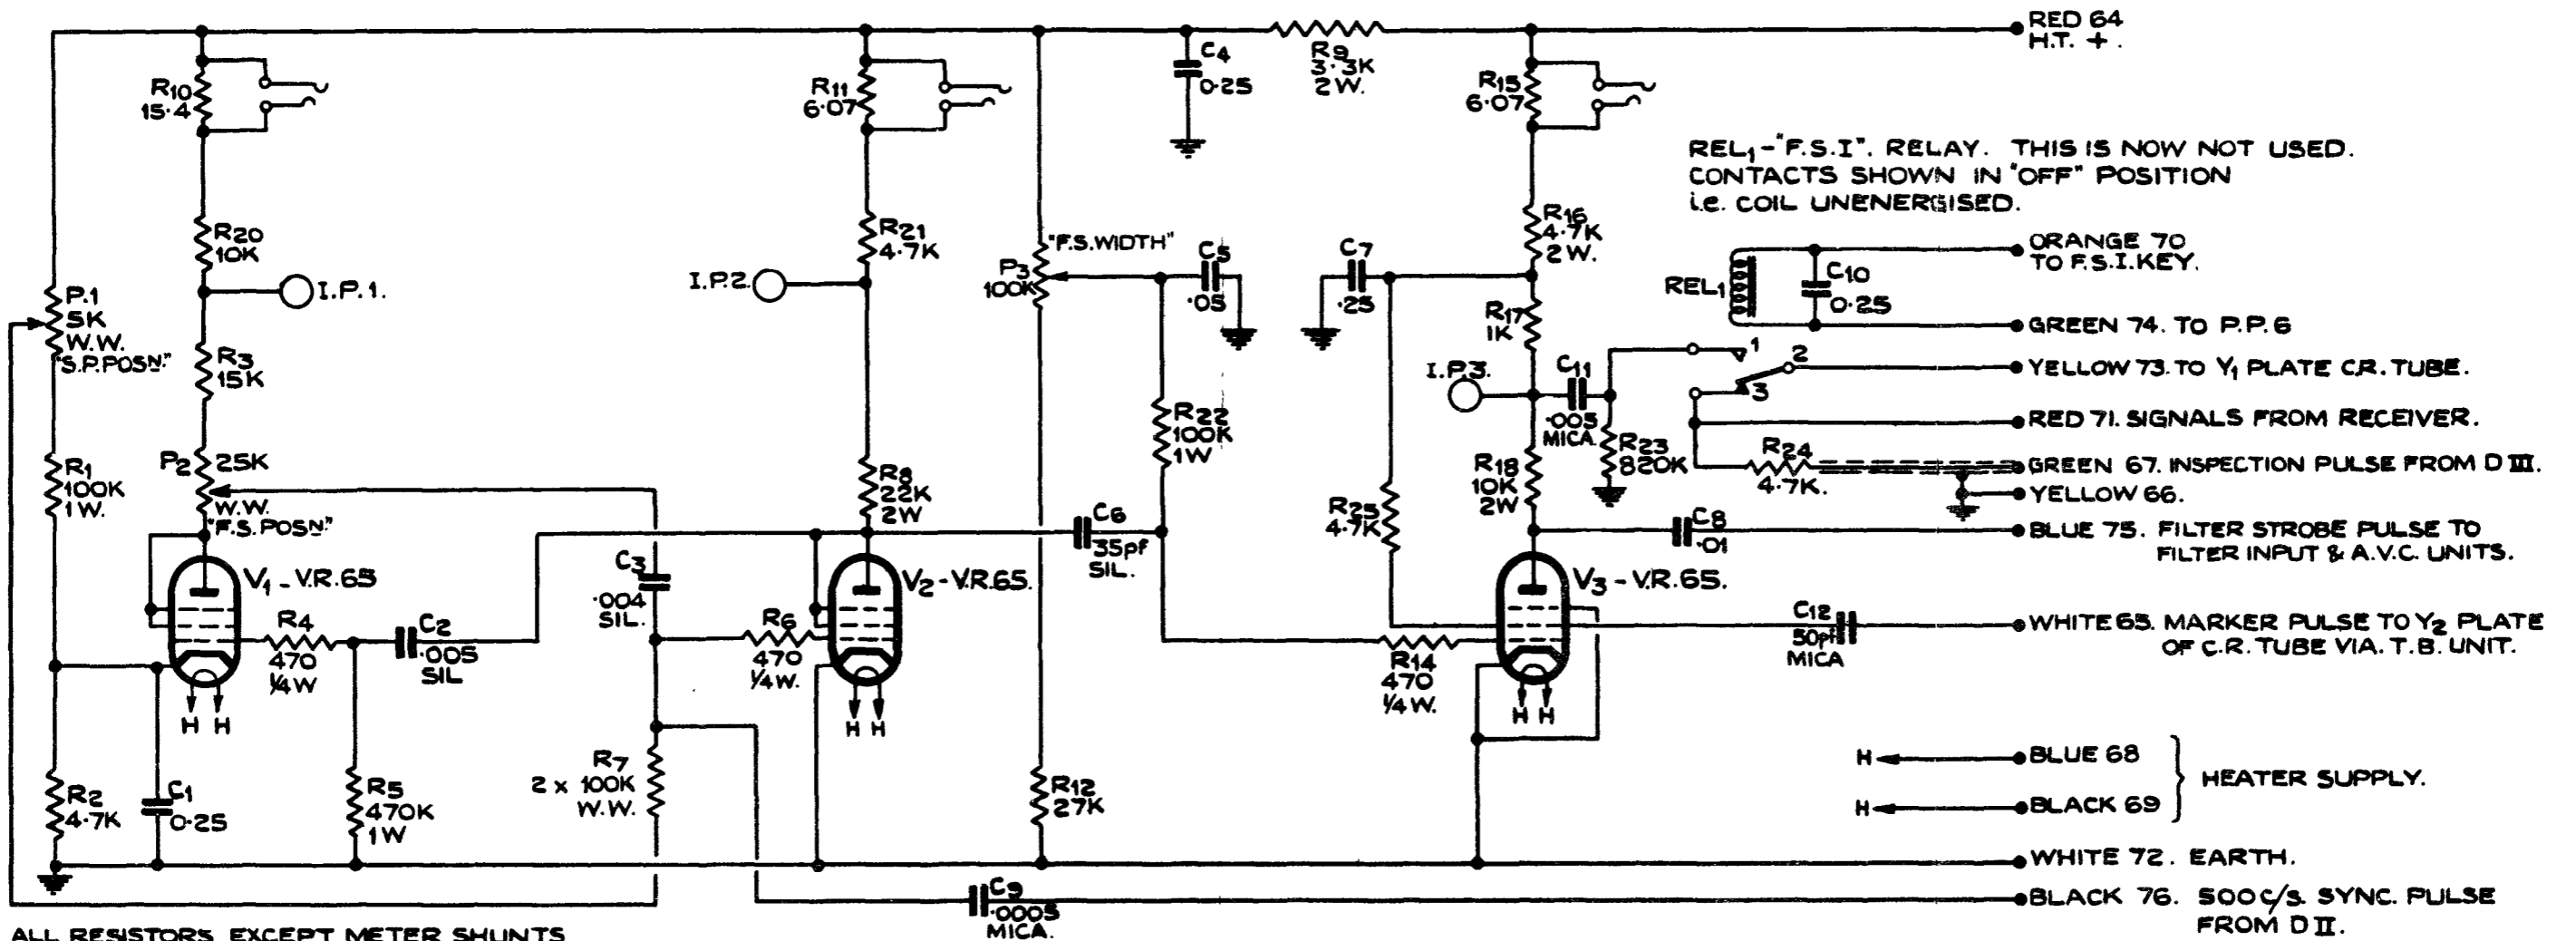 RED 64
H.T. +.
R10
15·4
R11
6·07
C4
0·25
R9
3·3K
2W.
R15
6·07
REL1-"F.S.I". RELAY. THIS IS NOW NOT USED.
CONTACTS SHOWN IN "OFF" POSITION
i.e. COIL UNENERGISED.
R20
10K
I.P.1.
R21
4·7K
I.P.2.
"F.S.WIDTH"
P3
100K
C5
·05
C7
·25
R16
4·7K
2W.
R17
1K
REL1
C10
0·25
ORANGE 70
TO F.S.I.KEY.
GREEN 74. TO P.P.6
P.1
5K
W.W.
"S.P.POSN."
R3
15K
I.P.3.
C11
·005
MICA.
1
2
3
YELLOW 73. TO Y1 PLATE C.R. TUBE.
RED 71. SIGNALS FROM RECEIVER.
R1
100K
1W.
P2
25K
W.W.
"F.S.POSN."
R8
22K
2W
R22
100K
1W
R25
4·7K
R18
10K
2W
R23
820K
R24
4·7K.
GREEN 67. INSPECTION PULSE FROM D III.
YELLOW 66.
C6
35pf
SIL.
C8
·01
BLUE 75. FILTER STROBE PULSE TO
FILTER INPUT & A.V.C. UNITS.
V1 - V.R.65
C3
·004
SIL.
V2 - V.R.65.
V3 - V.R.65.
R4
470
1/4W
C2
·005
SIL
R6
470
1/4W.
R14
470
1/4W.
C12
50pf
MICA
WHITE 65. MARKER PULSE TO Y2 PLATE
OF C.R. TUBE VIA. T.B. UNIT.
H H
H H
H H
R2
4·7K
C1
0·25
R5
470K
1W
R7
2 x 100K
W.W.
R12
27K
H
BLUE 68
H
BLACK 69
HEATER SUPPLY.
WHITE 72. EARTH.
C9
·0005
MICA.
BLACK 76. 500 C/S. SYNC. PULSE
FROM D II.
ALL RESISTORS EXCEPT METER SHUNTS